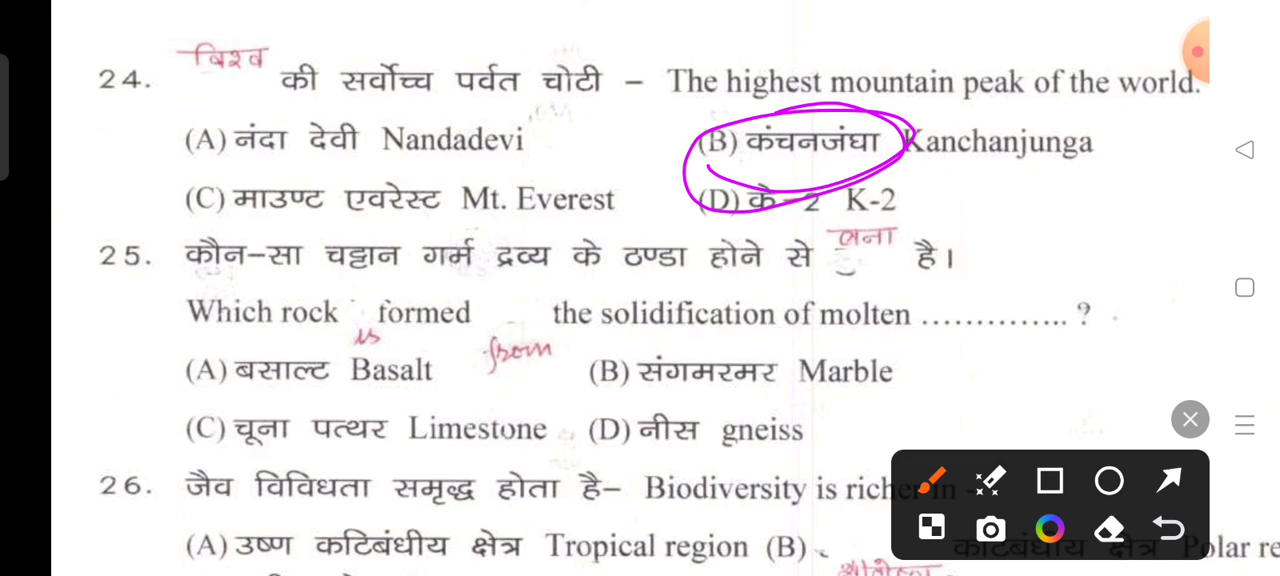 विश्व
24. की सर्वोच्च पर्वत चोटी – The highest mountain peak of the world.
(A) नंदा देवी Nandadevi (B) कंचनजंघा Kanchanjunga
(C) माउण्ट एवरेस्ट Mt. Everest (D) के-2 K-2
25. कौन-सा चट्टान गर्म द्रव्य के ठण्डा होने से बना है।
Which rock is formed from the solidification of molten ………….. ?
(A) बसाल्ट Basalt (B) संगमरमर Marble
(C) चूना पत्थर Limestone (D) नीस gneiss
26. जैव विविधता समृद्ध होता है– Biodiversity is richer in
(A) उष्ण कटिबंधीय क्षेत्र Tropical region (B) कटिबंधीय क्षेत्र Polar re